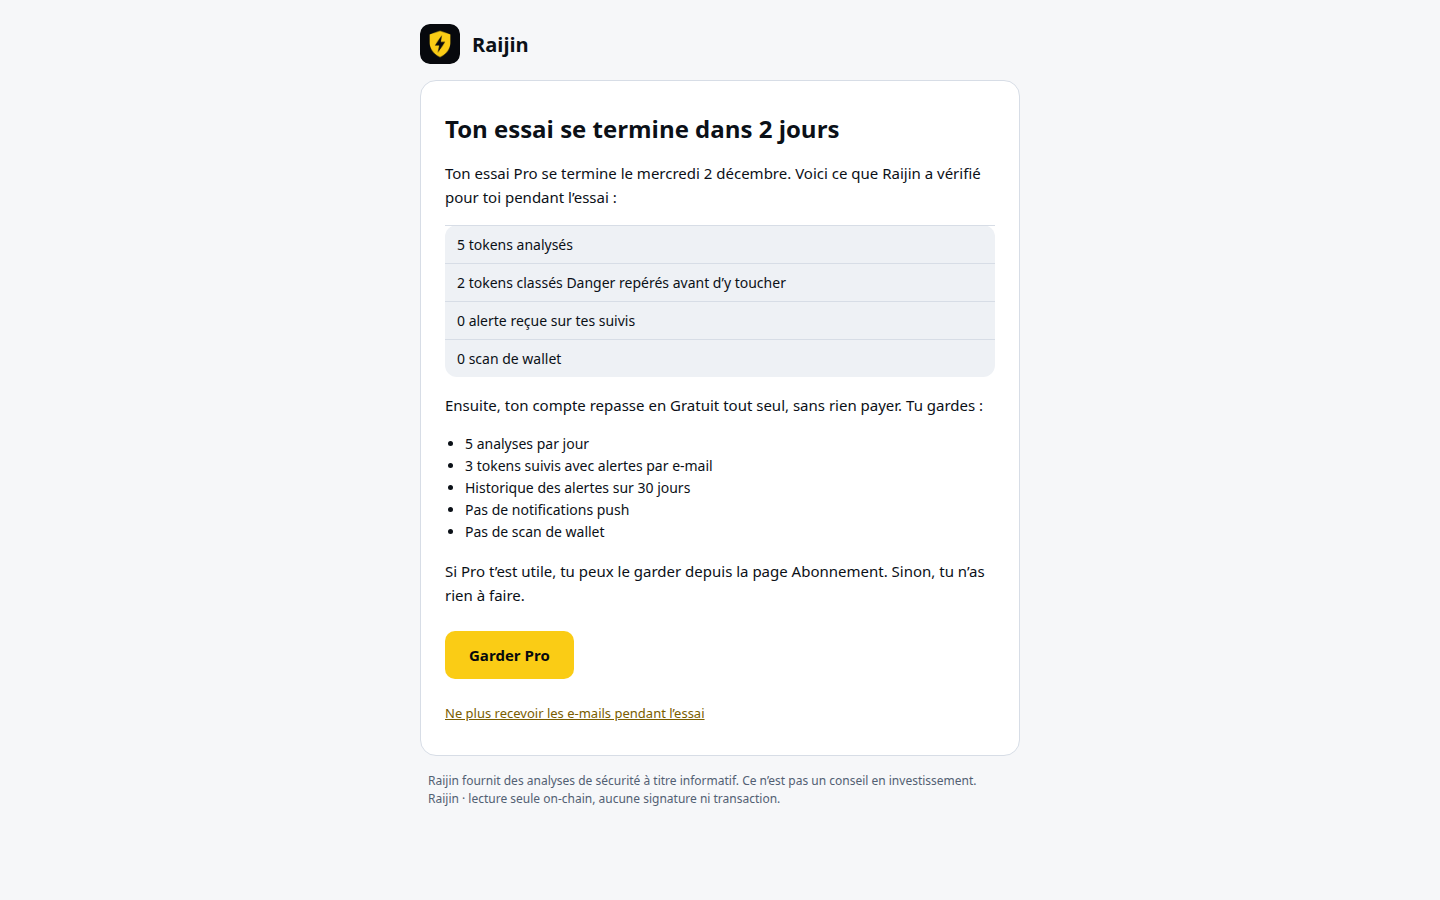 Raijin
Ton essai se termine dans 2 jours
Ton essai Pro se termine le mercredi 2 décembre. Voici ce que Raijin a vérifié
pour toi pendant l’essai :
5 tokens analysés
2 tokens classés Danger repérés avant d’y toucher
0 alerte reçue sur tes suivis
0 scan de wallet
Ensuite, ton compte repasse en Gratuit tout seul, sans rien payer. Tu gardes :
• 5 analyses par jour
• 3 tokens suivis avec alertes par e-mail
• Historique des alertes sur 30 jours
• Pas de notifications push
• Pas de scan de wallet
Si Pro t’est utile, tu peux le garder depuis la page Abonnement. Sinon, tu n’as
rien à faire.
Garder Pro
Ne plus recevoir les e-mails pendant l’essai
Raijin fournit des analyses de sécurité à titre informatif. Ce n’est pas un conseil en investissement.
Raijin · lecture seule on-chain, aucune signature ni transaction.